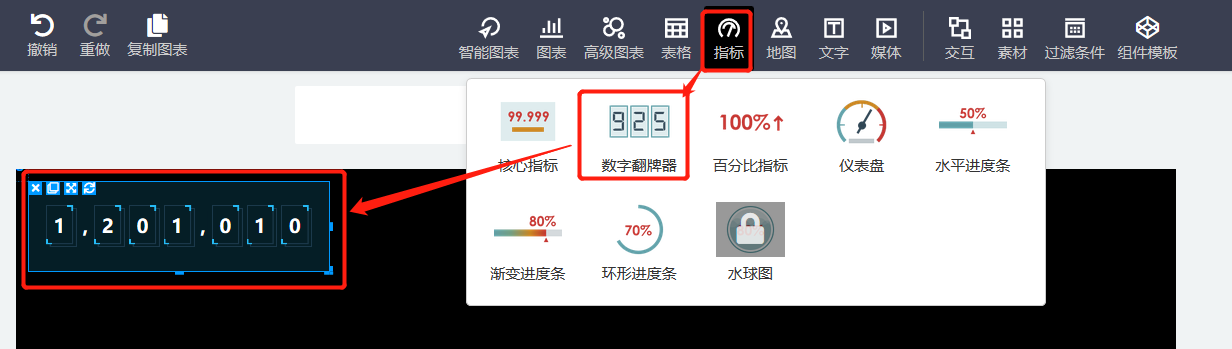 撤销 重做 复制图表 智能图表 图表 高级图表 表格 指标 地图 文字 媒体 交互 素材 过滤条件 组件模板
99.999 925 100%↑ 50%
核心指标 数字翻牌器 百分比指标 仪表盘 水平进度条
1,201,010
80% 70%
渐变进度条 环形进度条 水球图